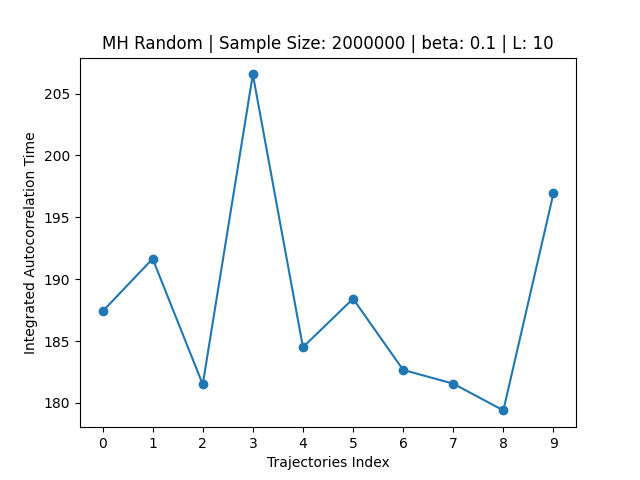 MH Random | Sample Size: 2000000 | beta: 0.1 | L: 10
Integrated Autocorrelation Time
205
200
195
190
185
180
0 1 2 3 4 5 6 7 8 9
Trajectories Index